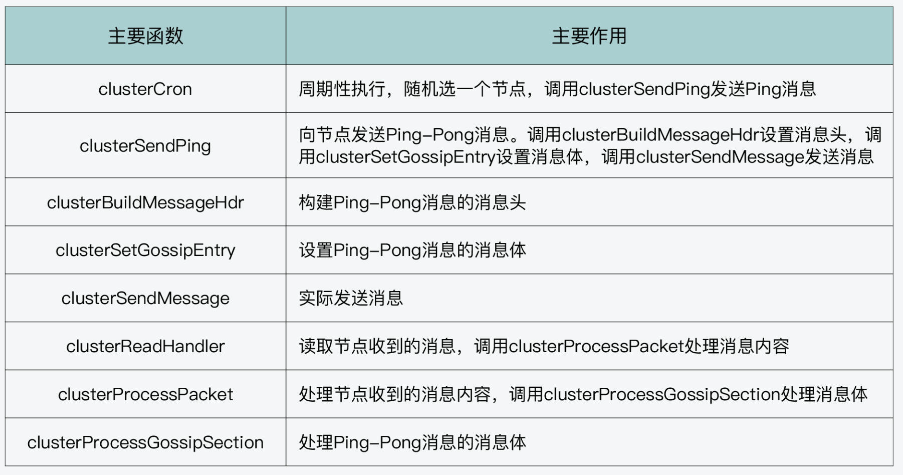 主要函数 主要作用
clusterCron 周期性执行，随机选一个节点，调用clusterSendPing发送Ping消息
clusterSendPing 向节点发送Ping-Pong消息。调用clusterBuildMessageHdr设置消息头，调
用clusterSetGossipEntry设置消息体，调用clusterSendMessage发送消息
clusterBuildMessageHdr 构建Ping-Pong消息的消息头
clusterSetGossipEntry 设置Ping-Pong消息的消息体
clusterSendMessage 实际发送消息
clusterReadHandler 读取节点收到的消息，调用clusterProcessPacket处理消息内容
clusterProcessPacket 处理节点收到的消息内容，调用clusterProcessGossipSection处理消息体
clusterProcessGossipSection 处理Ping-Pong消息的消息体